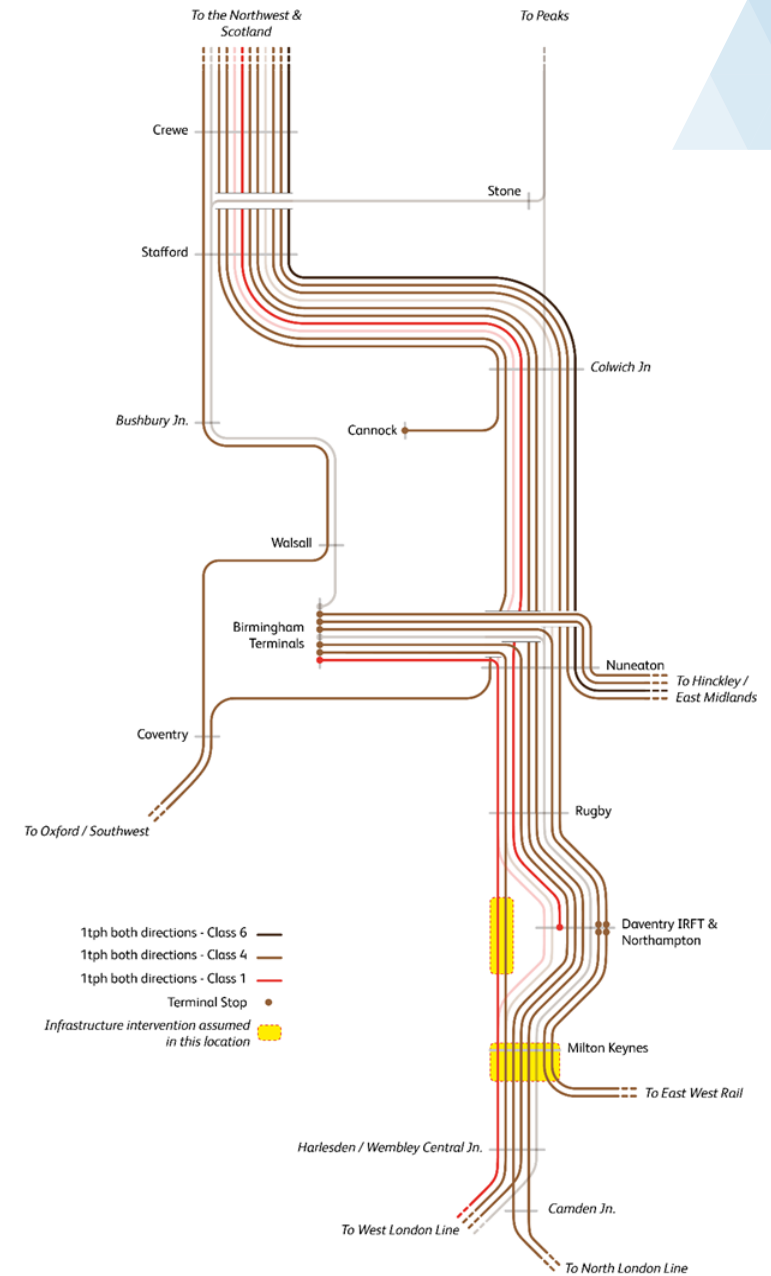 To the Northwest &
Scotland
To Peaks
Crewe
Stone
Stafford
Colwich Jn
Bushbury Jn.
Cannock
Walsall
Birmingham
Terminals
Nuneaton
To Hinckley /
East Midlands
Coventry
Rugby
To Oxford / Southwest
Daventry IRFT &
Northampton
1tph both directions - Class 6
1tph both directions - Class 4
1tph both directions - Class 1
Terminal Stop
Infrastructure intervention assumed
in this location
Milton Keynes
To East West Rail
Harlesden / Wembley Central Jn.
Camden Jn.
To West London Line
To North London Line